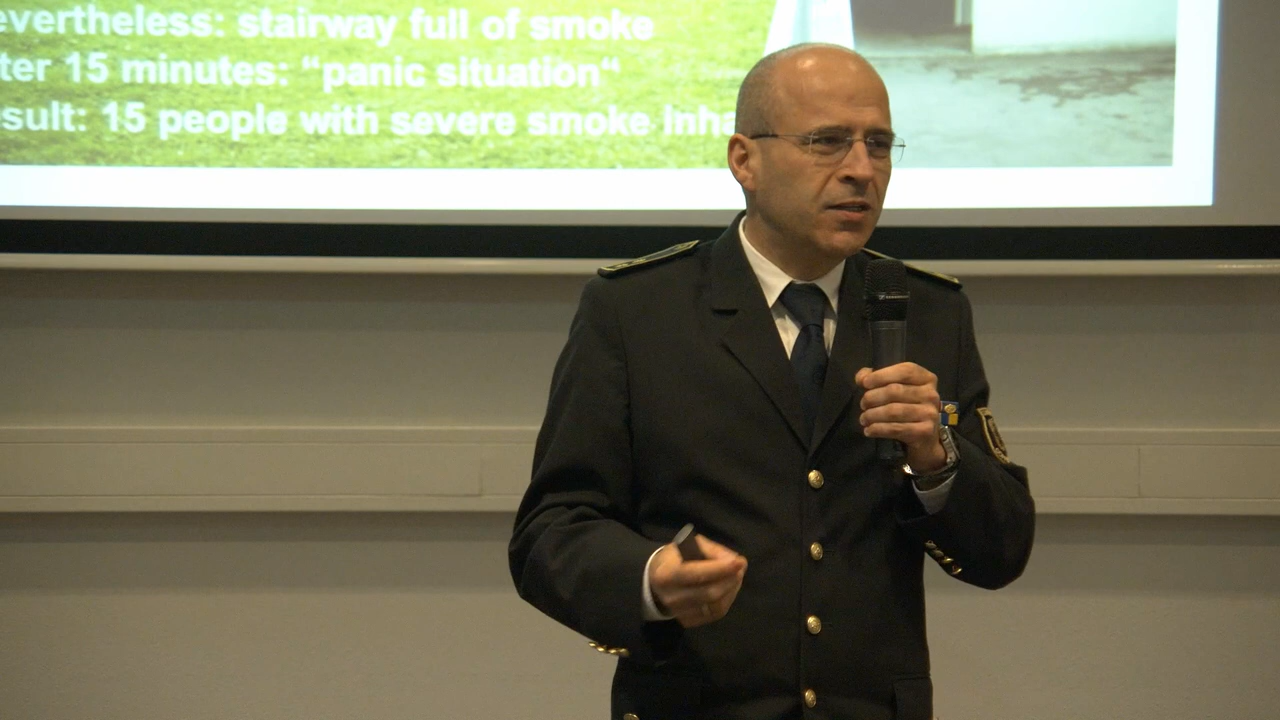 evertheless: stairway full of smoke
ter 15 minutes: “panic situation“
sult: 15 people with severe smoke inha